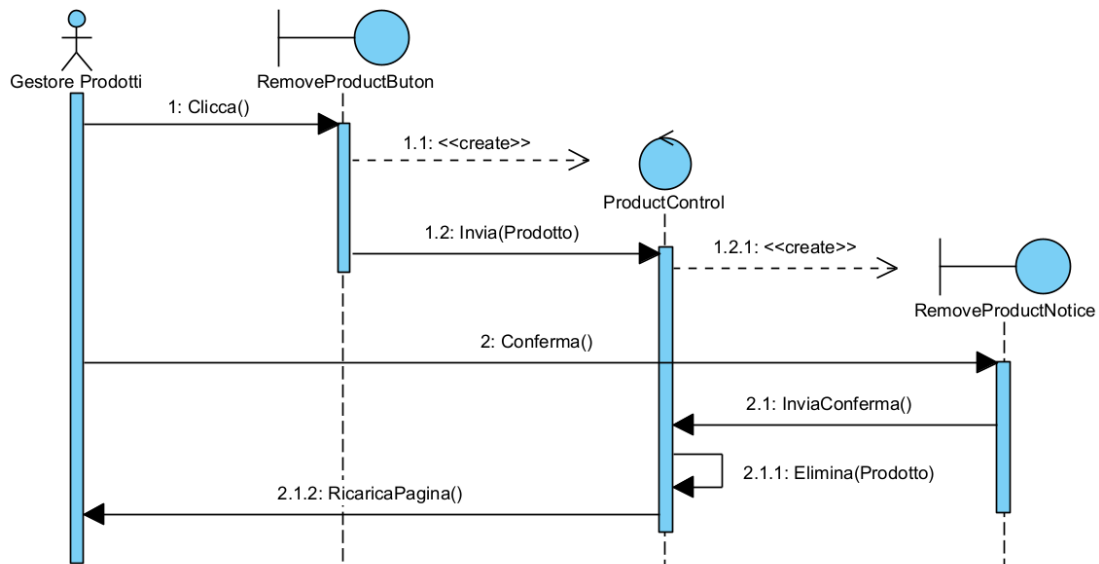 Gestore Prodotti
RemoveProductButon
1: Clicca()
1.1: <<create>>
ProductControl
1.2: Invia(Prodotto)
1.2.1: <<create>>
RemoveProductNotice
2: Conferma()
2.1: InviaConferma()
2.1.1: Elimina(Prodotto)
2.1.2: RicaricaPagina()